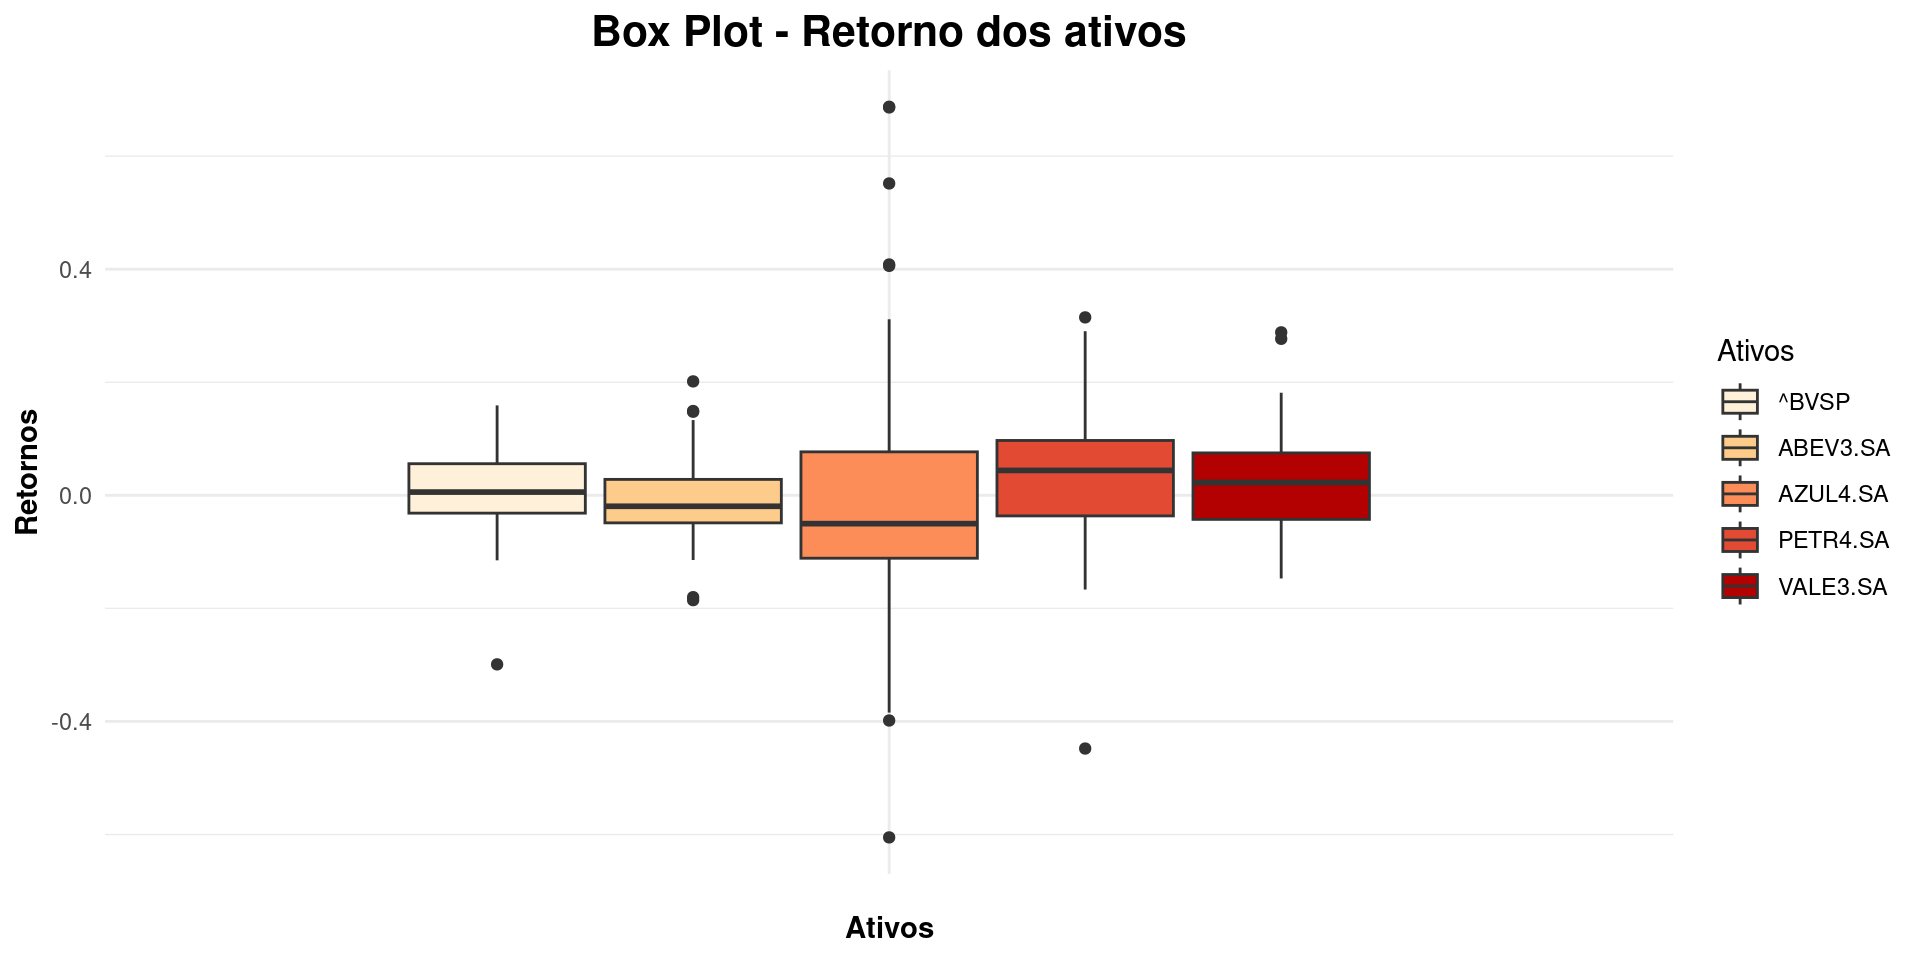 Box Plot - Retorno dos ativos
Retornos
0.4
0.0
-0.4
Ativos
Ativos
^BVSP
ABEV3.SA
AZUL4.SA
PETR4.SA
VALE3.SA